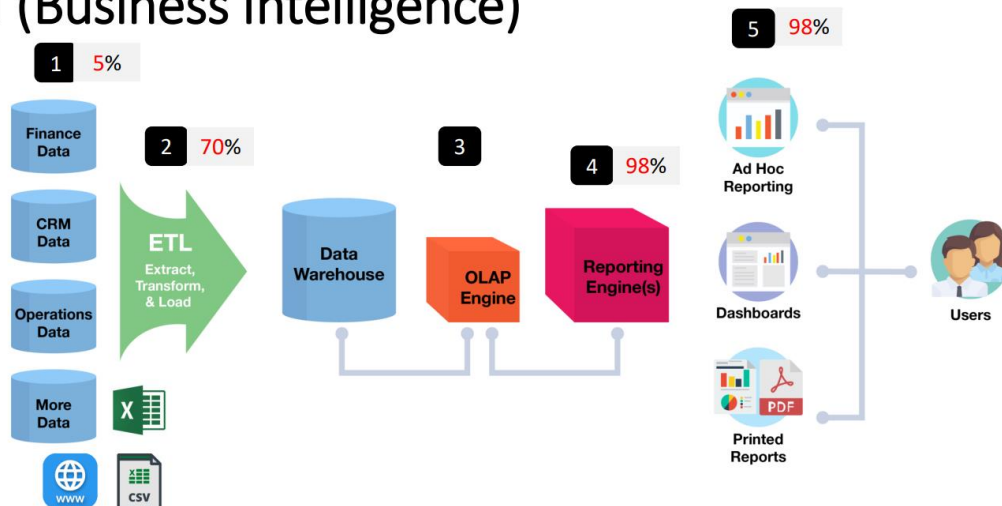 (Business Intelligence)
1 5%
Finance
Data
CRM
Data
Operations
Data
More
Data
X
www
CSV
2 70%
ETL
Extract,
Transform,
& Load
Data
Warehouse
3
OLAP
Engine
4 98%
Reporting
Engine(s)
5 98%
Ad Hoc
Reporting
Dashboards
PDF
Printed
Reports
Users